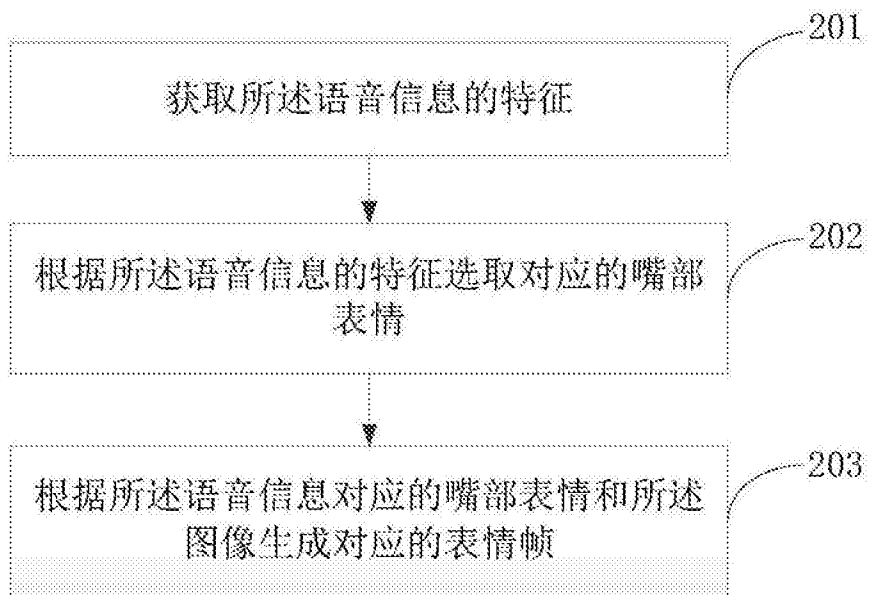 201
获取所述语音信息的特征
202
根据所述语音信息的特征选取对应的嘴部
表情
203
根据所述语音信息对应的嘴部表情和所述
图像生成对应的表情帧